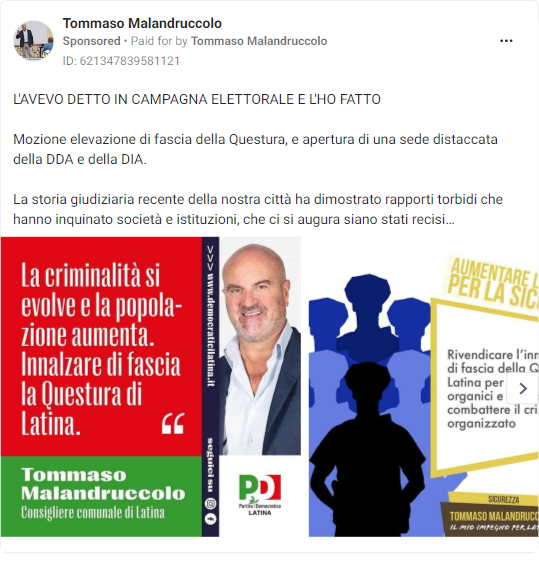 Tommaso Malandruccolo
Sponsored • Paid for by Tommaso Malandruccolo
ID: 621347839581121
L'AVEVO DETTO IN CAMPAGNA ELETTORALE E L'HO FATTO
Mozione elevazione di fascia della Questura, e apertura di una sede distaccata
della DDA e della DIA.
La storia giudiziaria recente della nostra città ha dimostrato rapporti torbidi che
hanno inquinato società e istituzioni, che ci si augura siano stati recisi...
La criminalità si
evolve e la popola-
zione aumenta.
Innalzare di fascia
la Questura di
Latina.
“
Tommaso
Malandruccolo
Consigliere comunale di Latina
VVV www.democraticilatina.it
seguici su
PD
Partito Democratico
LATINA
AUMENTARE L
PER LA SIC
Rivendicare l'inn
di fascia della Q
Latina per
organici e
combattere il cri
organizzato
SICUREZZA
TOMMASO MALANDRUCC
IL MIO IMPEGNO PER LAT